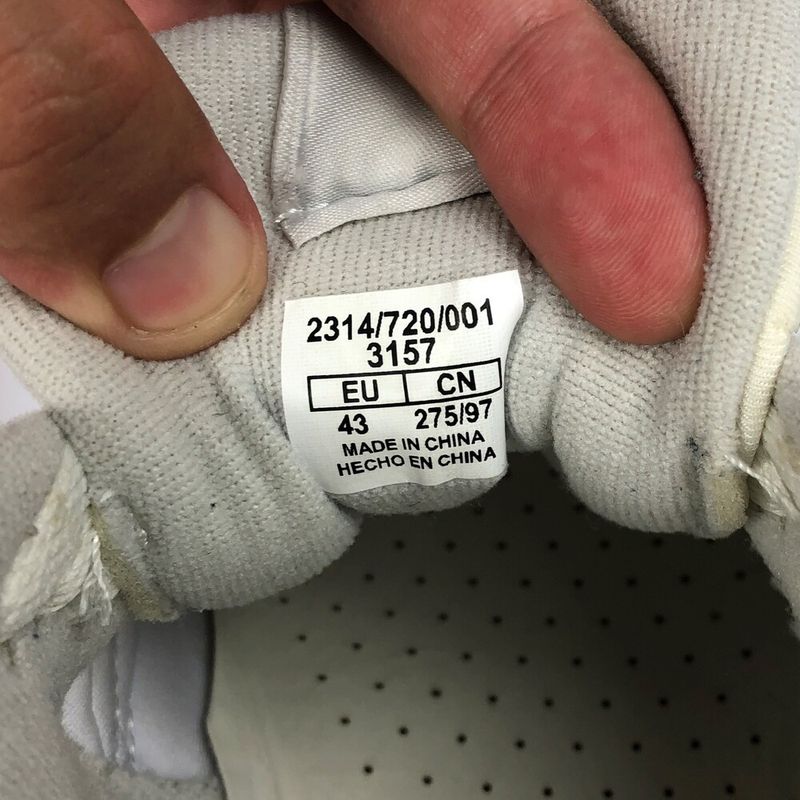 2314/720/001
3157
EU CN
43 275/97
MADE IN CHINA
HECHO EN CHINA